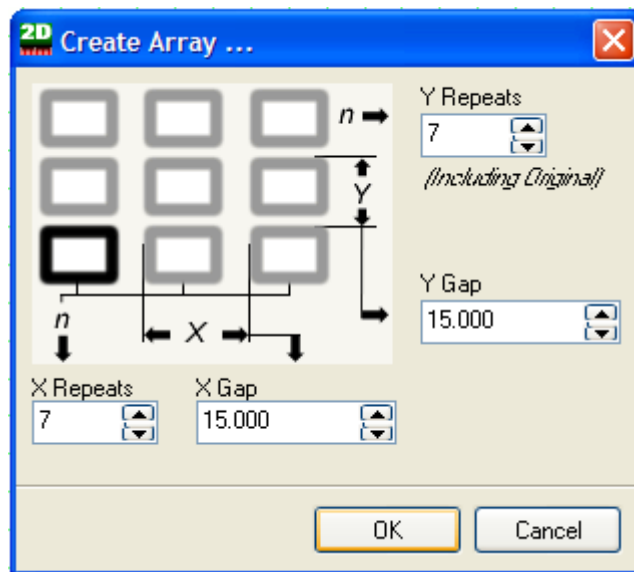 2D
Create Array ...
n
Y
n
X
Y Repeats
7
(Including Original)
Y Gap
15.000
X Repeats
7
X Gap
15.000
OK
Cancel